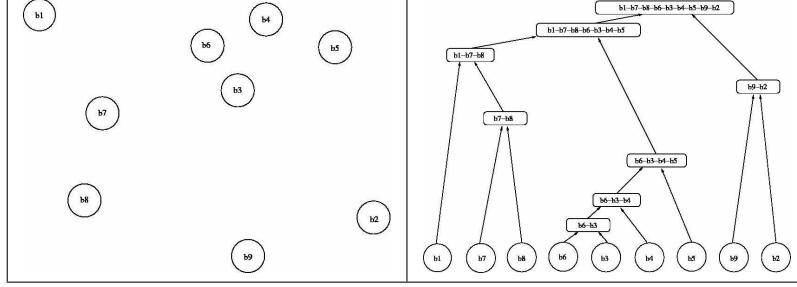 b1
b4
b6
b5
b3
b7
b8
b2
b9
b1-b7-b8-b6-b3-b4-b5-b9-b2
b1-b7-b8-b6-b3-b4-b5
b1-b7-b8
b9-b2
b7-b8
b6-b3-b4-b5
b6-b3-b4
b6-b3
b1 b7 b8 b6 b3 b4 b5 b9 b2